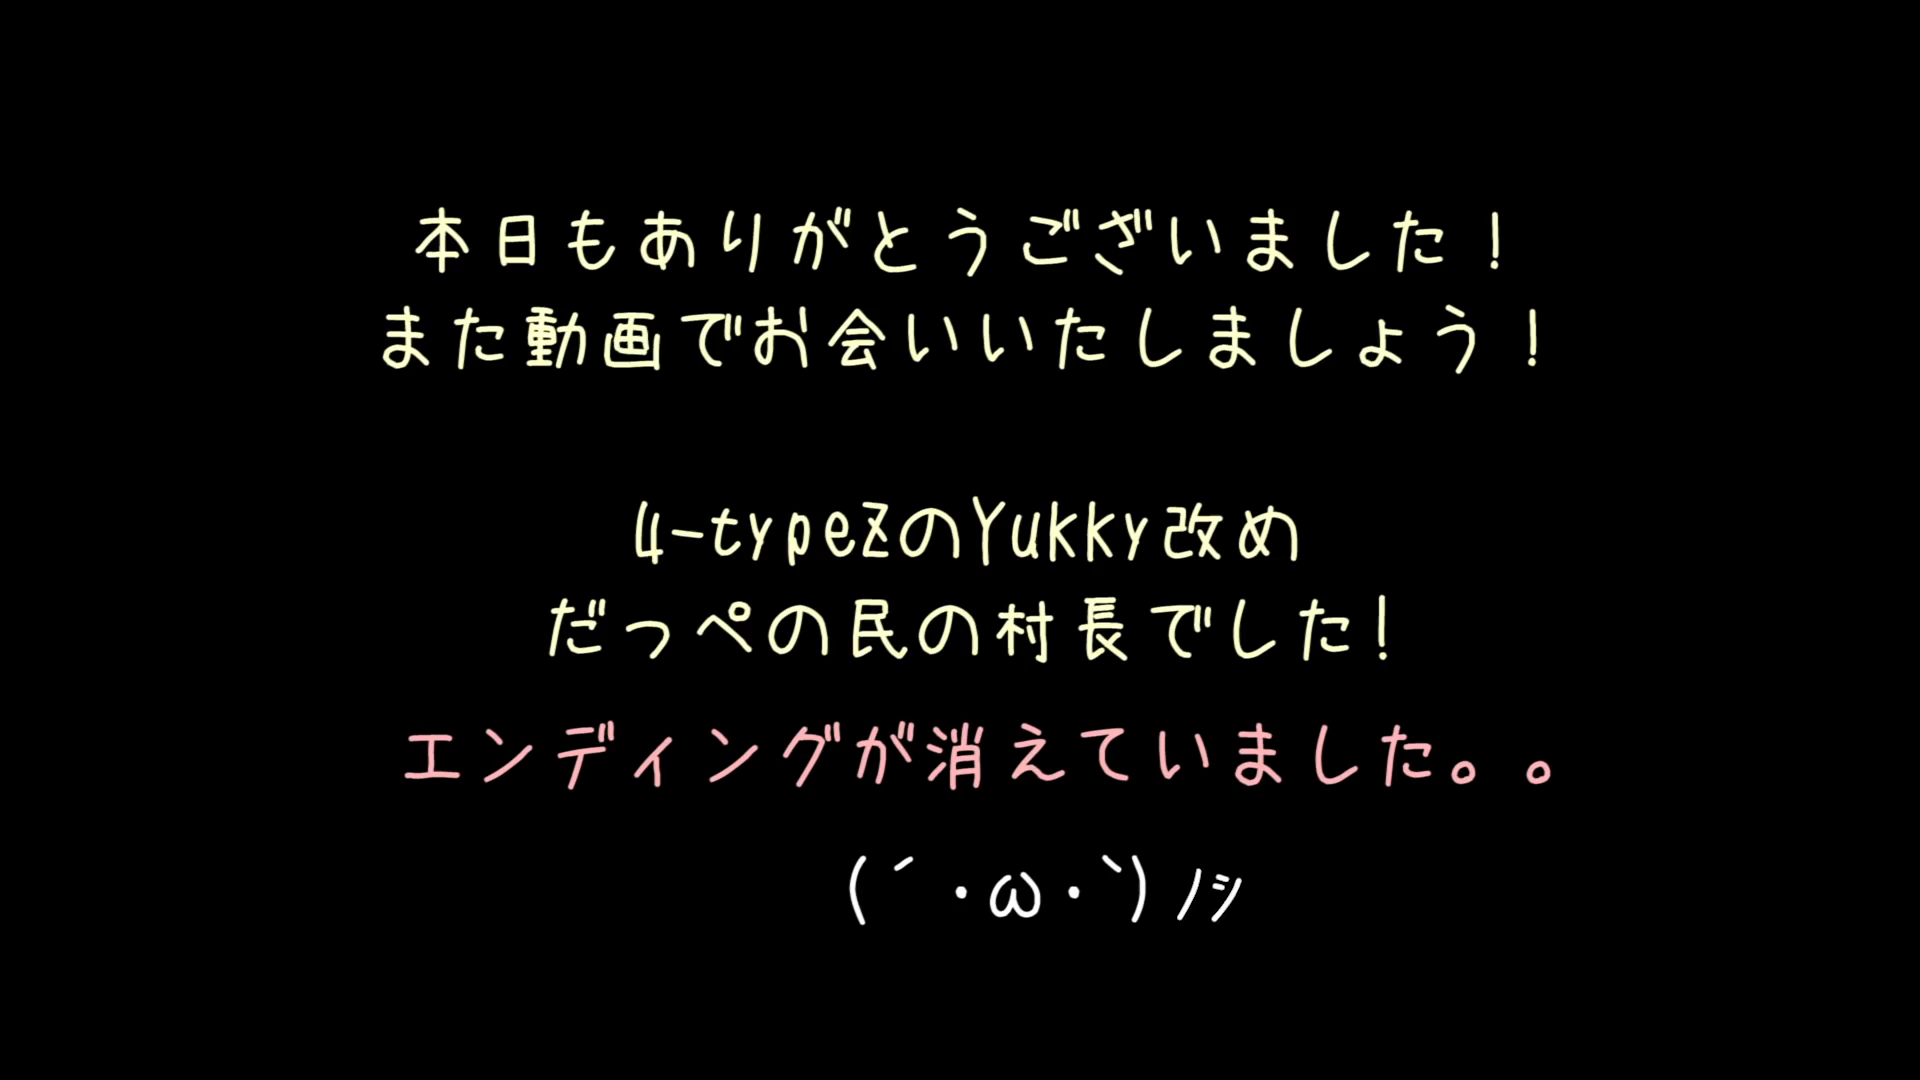 本日もありがとうございました！
また動画でお会いいたしましょう！
4-typeZのYukky改め
だっぺの民の村長でした！
エンディングが消えていました。。
(´・ω・`)ﾉｼ